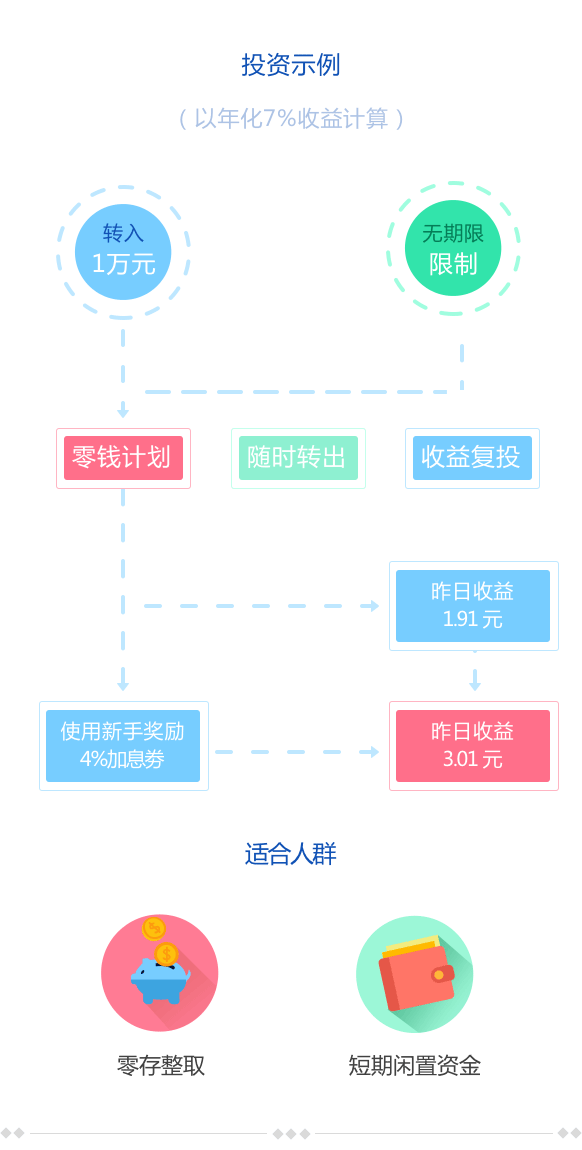 投资示例
( 以年化7%收益计算 )
转入
1万元
无期限
限制
零钱计划
随时转出
收益复投
昨日收益
1.91 元
使用新手奖励
4%加息券
昨日收益
3.01 元
适合人群
零存整取
短期闲置资金